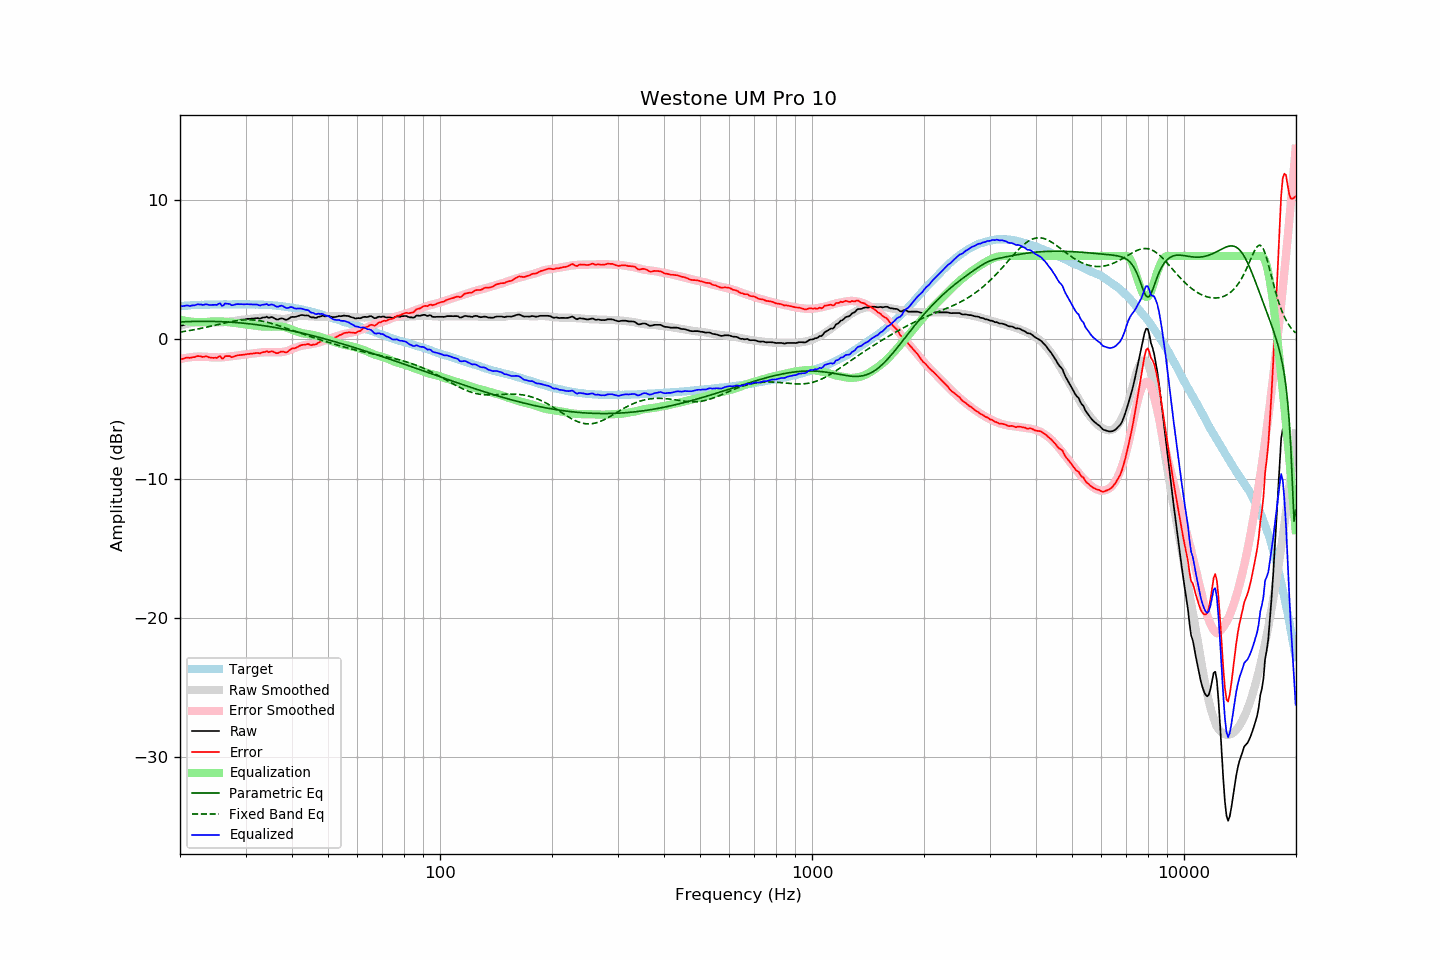 Westone UM Pro 10
Amplitude (dBr)
10
0
−10
−20
−30
Target
Raw Smoothed
Error Smoothed
Raw
Error
Equalization
Parametric Eq
Fixed Band Eq
Equalized
100
1000
10000
Frequency (Hz)